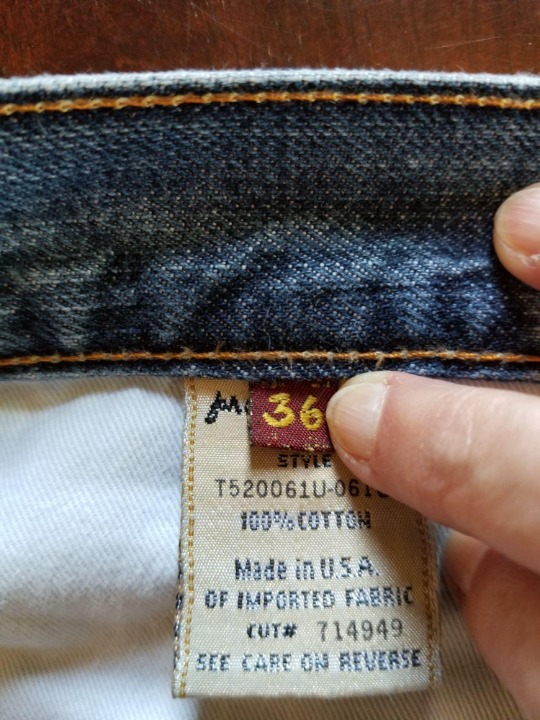 36
STYLE
100% COTTON
Made in U.S.A.
OF IMPORTED FABRIC
CUT# 714949
SEE CARE ON REVERSE